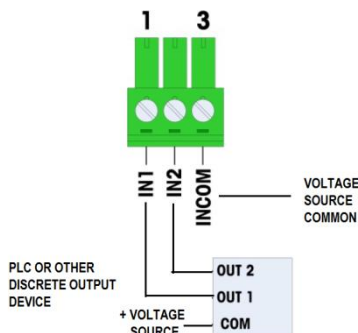 1 3
IN1
IN2
INCOM
VOLTAGE
SOURCE
COMMON
PLC OR OTHER
DISCRETE OUTPUT
DEVICE
OUT 2
OUT 1
+ VOLTAGE
SOURCE
COM